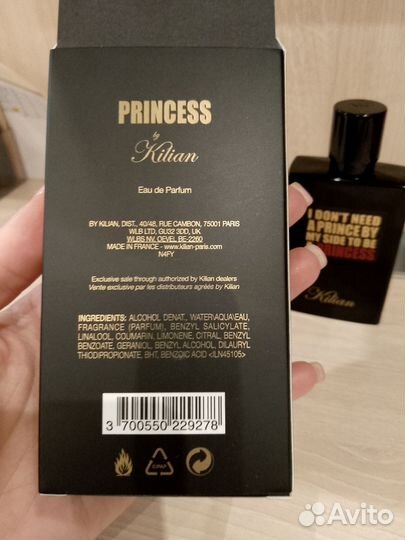 PRINCESS
by
Kilian
Eau de Parfum
BY KILIAN, DIST., 40/48, RUE CAMBON, 75001 PARIS
WLB LTD, GU32 3DD, UK
WLBS NV, OEVEL BE-2260
MADE IN FRANCE - www.kilian-paris.com
N4FY
Exclusive sale through authorized by Kilian dealers
Vente exclusive par les distributeurs agréés by Kilian
INGREDIENTS: ALCOHOL DENAT., WATER\AQUA\EAU,
FRAGRANCE (PARFUM), BENZYL SALICYLATE,
LINALOOL, COUMARIN, LIMONENE, CITRAL, BENZYL
BENZOATE, GERANIOL, BENZYL ALCOHOL, DILAURYL
THIODIPROPIONATE, BHT, BENZOIC ACID <ILN45105>
3 700550 229278
C/PAP
I DON'T NEED
A PRINCE BY
MY SIDE TO BE
A PRINCESS
Kilian
Avito